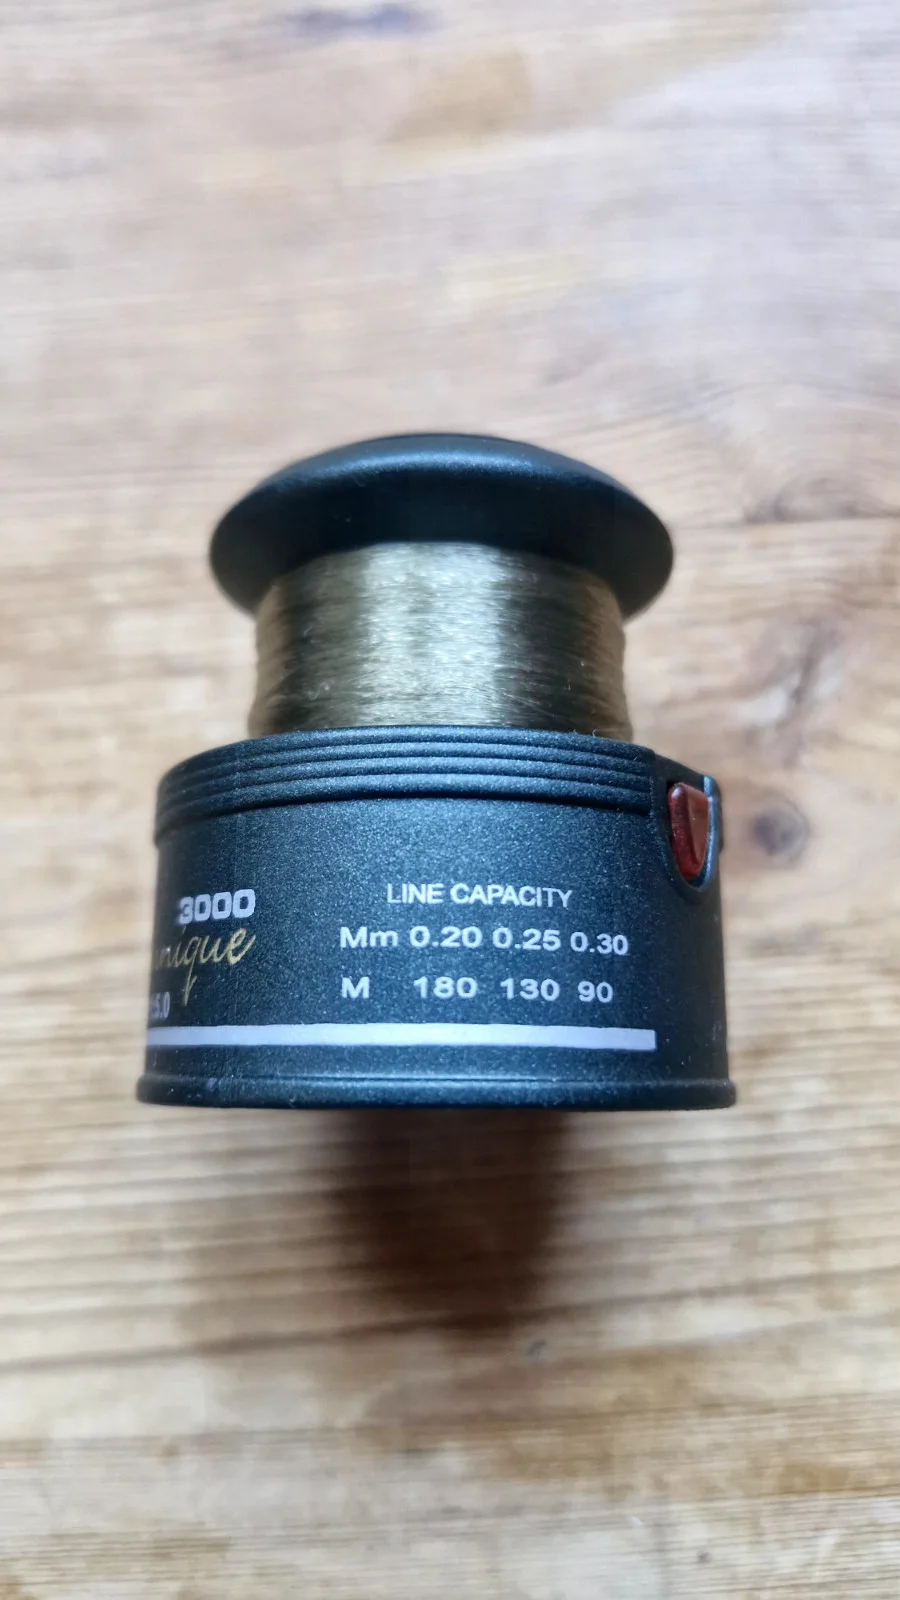 3000
LINE CAPACITY
Mm 0.20 0.25 0.30
M 180 130 90